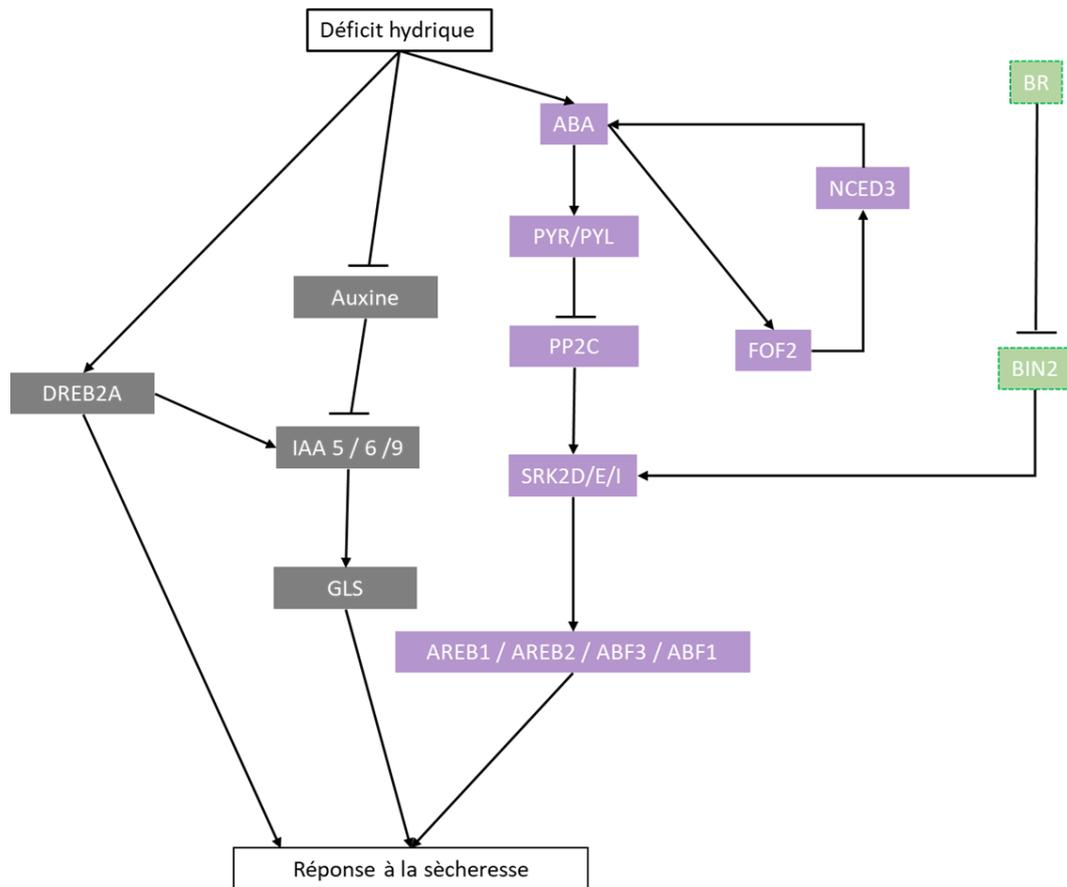 Déficit hydrique
BR
ABA
NCED3
PYR/PYL
Auxine
PP2C
FOF2
BIN2
DREB2A
IAA 5 / 6 /9
SRK2D/E/I
GLS
AREB1 / AREB2 / ABF3 / ABF1
Réponse à la sècheresse